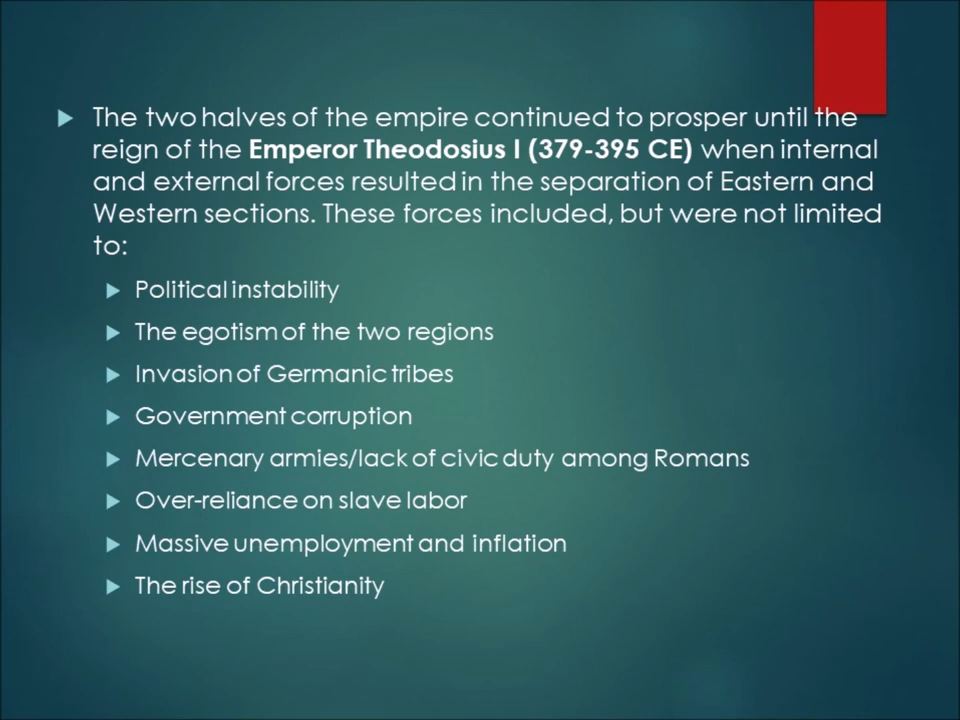 The two halves of the empire continued to prosper until the
reign of the Emperor Theodosius I (379-395 CE) when internal
and external forces resulted in the separation of Eastern and
Western sections. These forces included, but were not limited
to:
Political instability
The egotism of the two regions
Invasion of Germanic tribes
Government corruption
Mercenary armies/lack of civic duty among Romans
Over-reliance on slave labor
Massive unemployment and inflation
The rise of Christianity